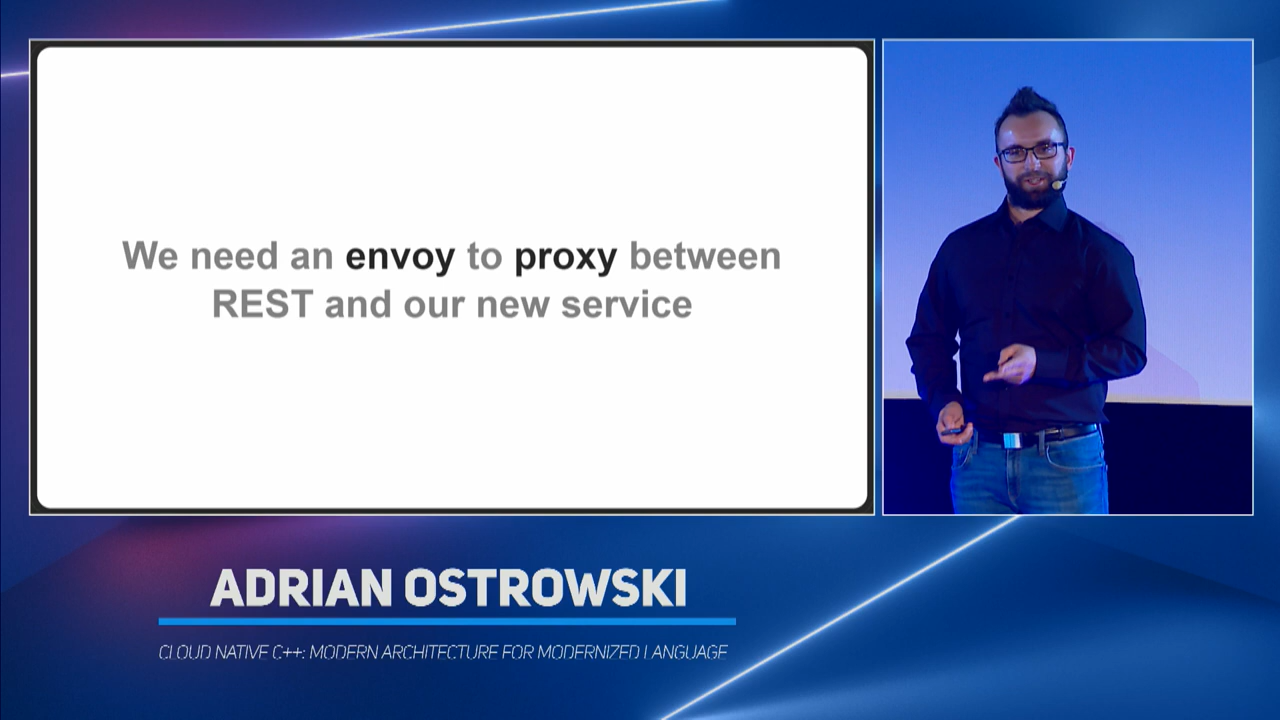 We need an envoy to proxy between
REST and our new service
ADRIAN OSTROWSKI
CLOUD NATIVE C++: MODERN ARCHITECTURE FOR MODERNIZED LANGUAGE